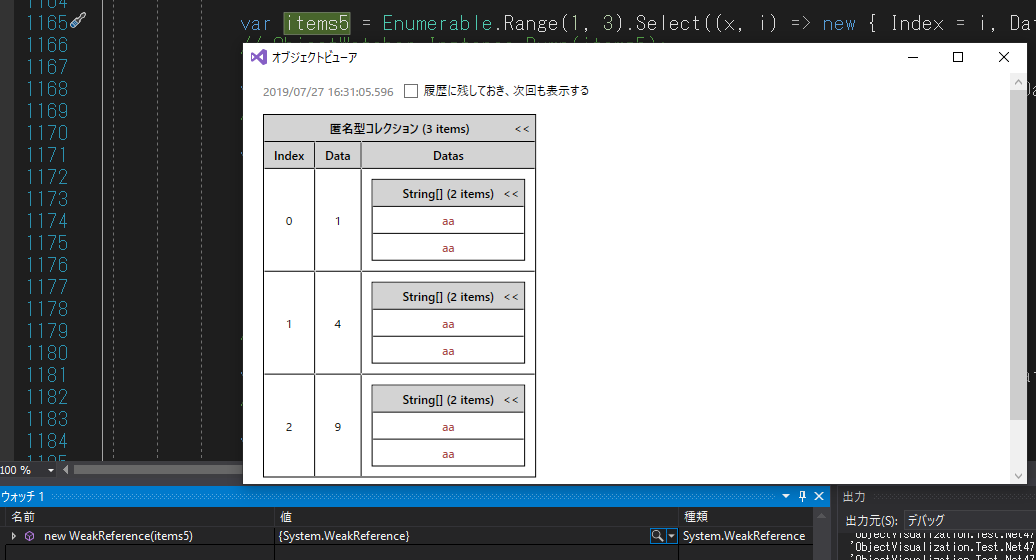 1165 var items5 = Enumerable.Range(1, 3).Select((x, i) => new { Index = i, Da
1166
1167
1168
1169
1170
1171
1172
1173
1174
1175
1176
1177
1178
1179
1180
1181
1182
1183
1184
オブジェクトビューア
2019/07/27 16:31:05.596 履歴に残しておき、次回も表示する
匿名型コレクション (3 items) <<
Index Data Datas
String[] (2 items) <<
0 1 aa
aa
String[] (2 items) <<
1 4 aa
aa
String[] (2 items) <<
2 9 aa
aa
100 %
ウォッチ 1
名前 値 種類
new WeakReference(items5) {System.WeakReference} System.WeakReference
出力
出力元(S): デバッグ
'ObjectVisualization.Test.Net47